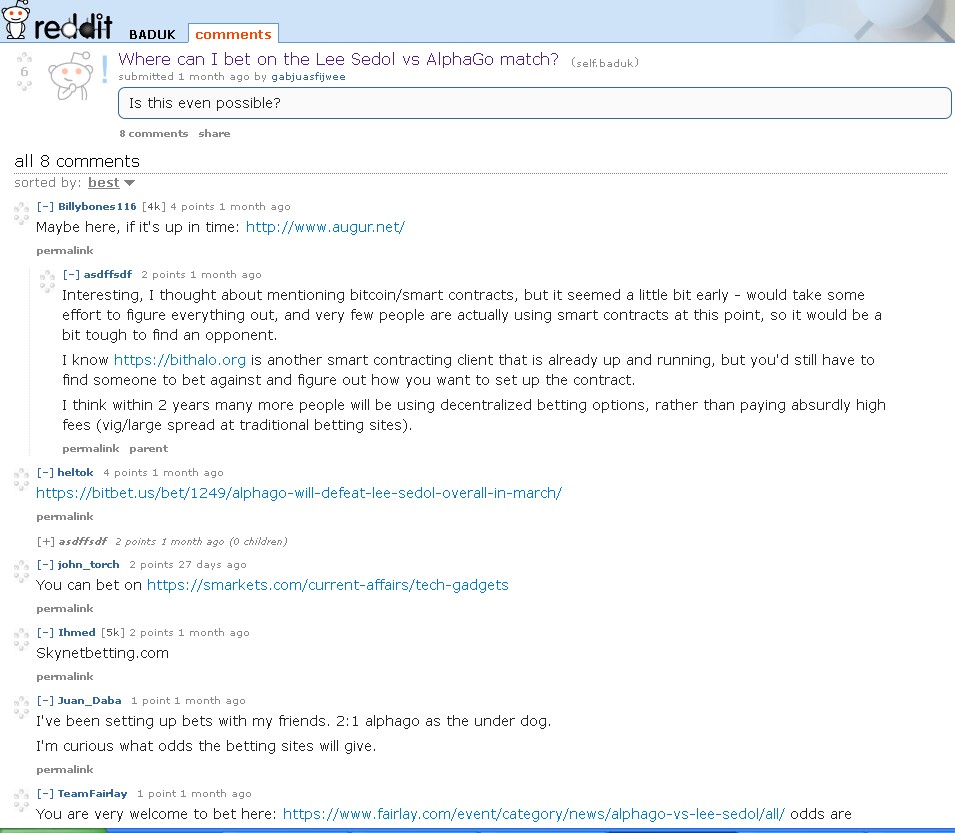 reddit BADUK comments
6
Where can I bet on the Lee Sedol vs AlphaGo match? (self.baduk)
submitted 1 month ago by gabjuasfijwee
Is this even possible?
8 comments share
all 8 comments
sorted by: best
[-] Billybones116 [4k] 4 points 1 month ago
Maybe here, if it's up in time: http://www.augur.net/
permalink
[-] asdffsdf 2 points 1 month ago
Interesting, I thought about mentioning bitcoin/smart contracts, but it seemed a little bit early - would take some
effort to figure everything out, and very few people are actually using smart contracts at this point, so it would be a
bit tough to find an opponent.
I know https://bithalo.org is another smart contracting client that is already up and running, but you'd still have to
find someone to bet against and figure out how you want to set up the contract.
I think within 2 years many more people will be using decentralized betting options, rather than paying absurdly high
fees (vig/large spread at traditional betting sites).
permalink parent
[-] heltok 4 points 1 month ago
https://bitbet.us/bet/1249/alphago-will-defeat-lee-sedol-overall-in-march/
permalink
[+] asdffsdf 2 points 1 month ago (0 children)
[-] john_torch 2 points 27 days ago
You can bet on https://smarkets.com/current-affairs/tech-gadgets
permalink
[-] Ihmed [5k] 2 points 1 month ago
Skynetbetting.com
permalink
[-] Juan_Daba 1 point 1 month ago
I've been setting up bets with my friends. 2:1 alphago as the under dog.
I'm curious what odds the betting sites will give.
permalink
[-] TeamFairlay 1 point 1 month ago
You are very welcome to bet here: https://www.fairlay.com/event/category/news/alphago-vs-lee-sedol/all/ odds are